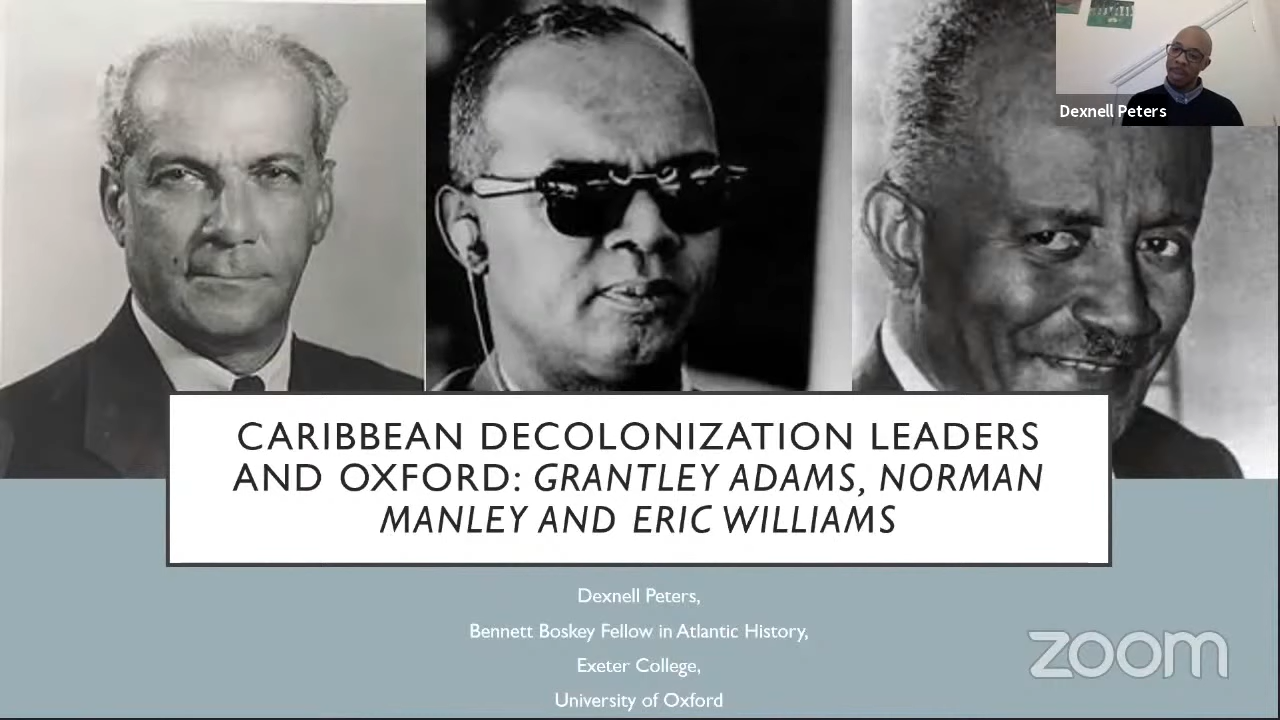 Dexnell Peters
CARIBBEAN DECOLONIZATION LEADERS
AND OXFORD: GRANTLEY ADAMS, NORMAN
MANLEY AND ERIC WILLIAMS
Dexnell Peters,
Bennett Boskey Fellow in Atlantic History,
Exeter College,
University of Oxford
zoom